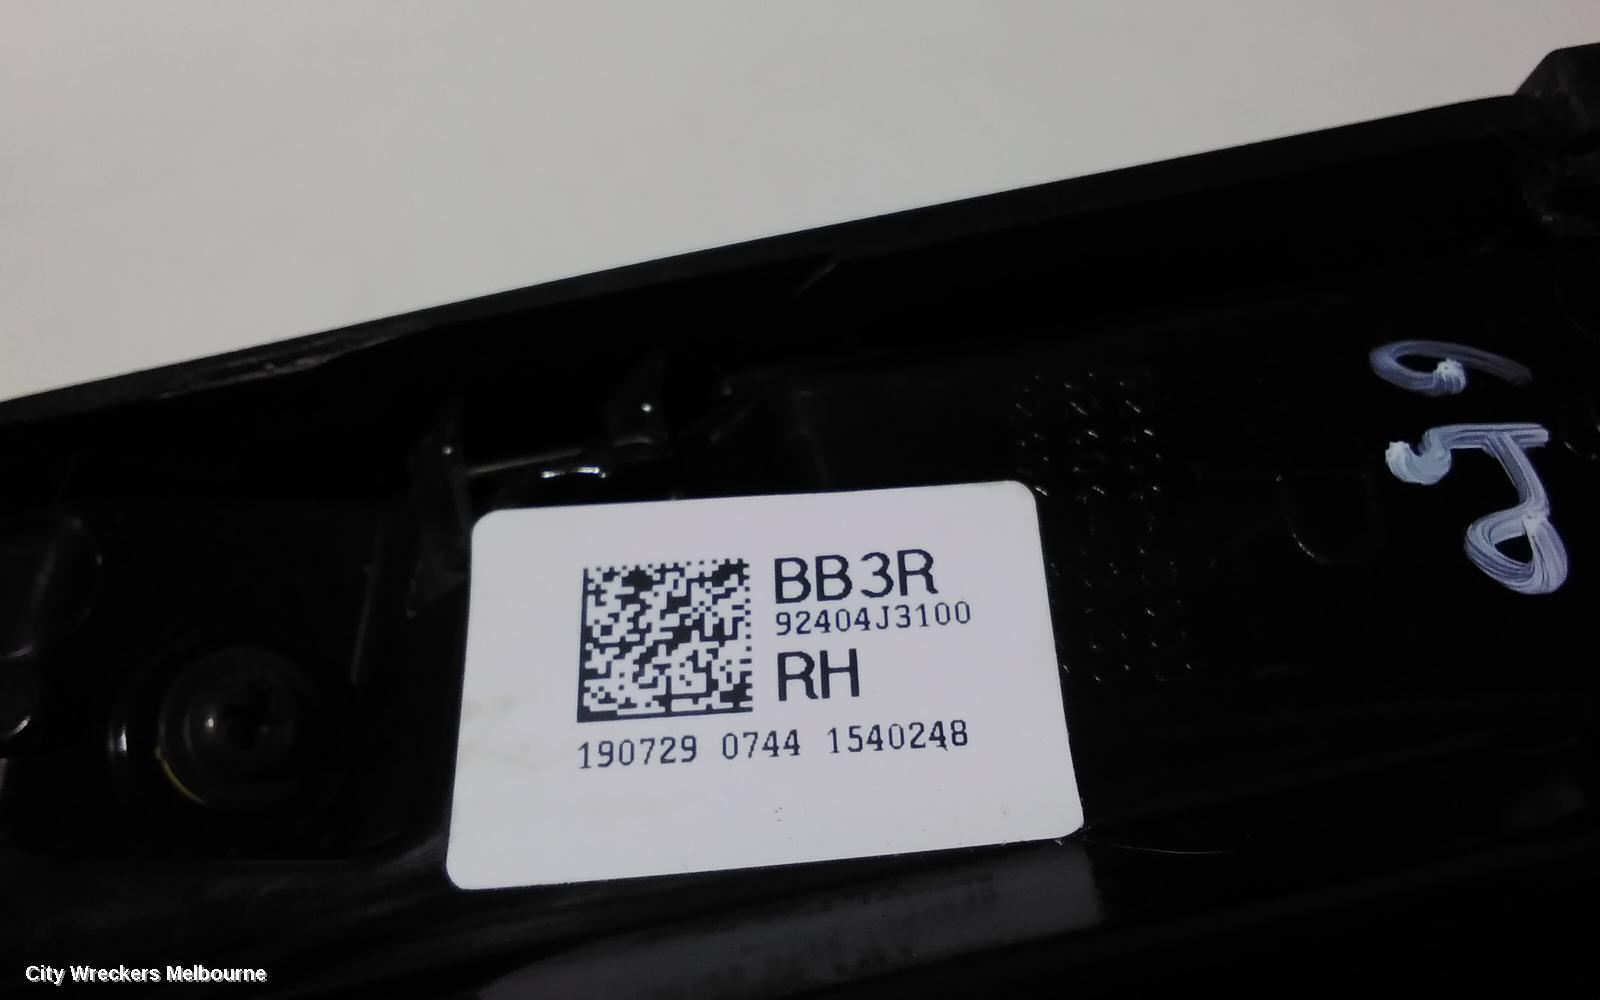 BB3R
92404J3100
RH
190729 0744 1540248
City Wreckers Melbourne